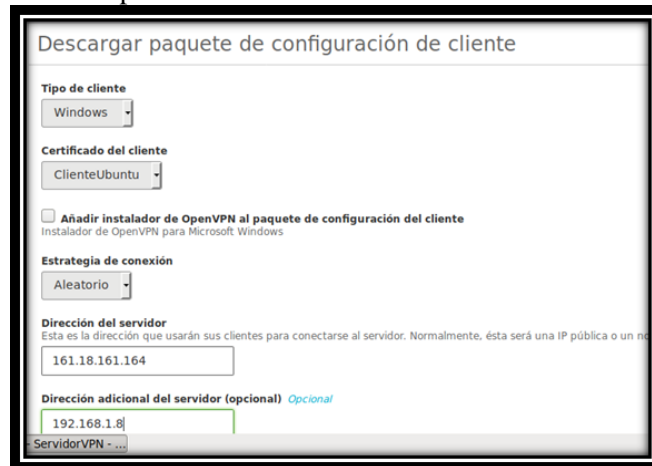 Descargar paquete de configuración de cliente
Tipo de cliente
Windows
Certificado del cliente
ClienteUbuntu
Añadir instalador de OpenVPN al paquete de configuración del cliente
Instalador de OpenVPN para Microsoft Windows
Estrategia de conexión
Aleatorio
Dirección del servidor
Esta es la dirección que usarán sus clientes para conectarse al servidor. Normalmente, ésta será una IP pública o un
161.18.161.164
Dirección adicional del servidor (opcional) Opcional
192.168.1.8
- ServidorVPN - ...